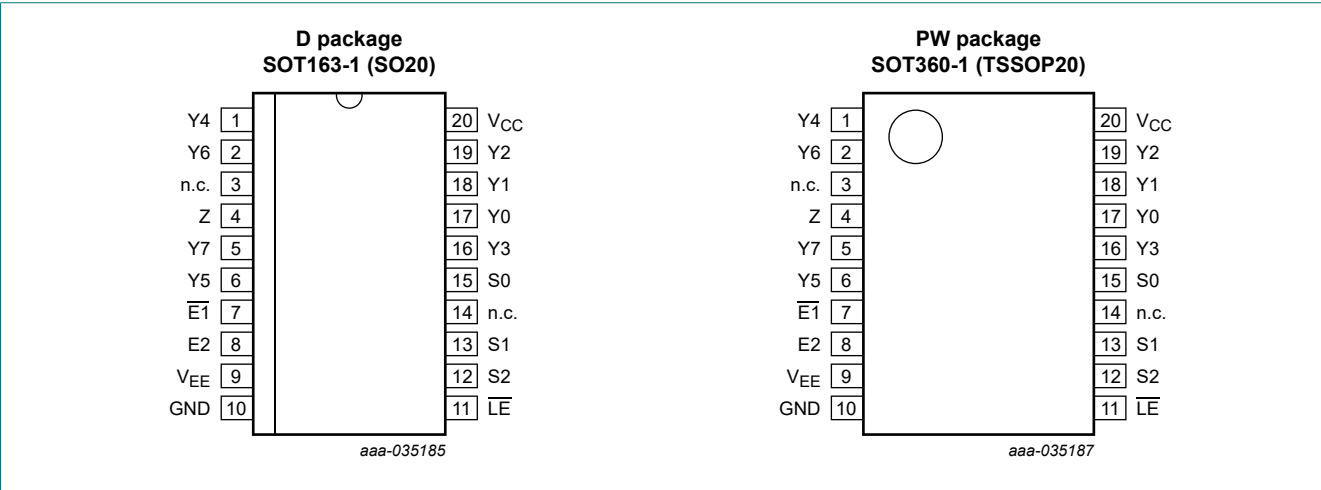 D package
SOT163-1 (SO20)
Y4 1 20 VCC
Y6 2 19 Y2
n.c. 3 18 Y1
Z 4 17 Y0
Y7 5 16 Y3
Y5 6 15 S0
E̅1̅ 7 14 n.c.
E2 8 13 S1
VEE 9 12 S2
GND 10 11 L̅E̅
aaa-035185
PW package
SOT360-1 (TSSOP20)
Y4 1 20 VCC
Y6 2 19 Y2
n.c. 3 18 Y1
Z 4 17 Y0
Y7 5 16 Y3
Y5 6 15 S0
E̅1̅ 7 14 n.c.
E2 8 13 S1
VEE 9 12 S2
GND 10 11 L̅E̅
aaa-035187